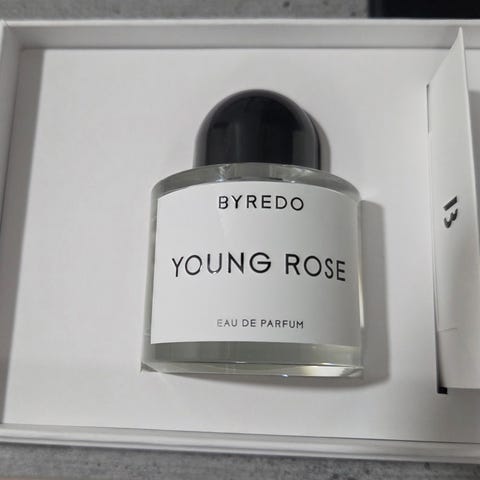 BYREDO
YOUNG ROSE
EAU DE PARFUM